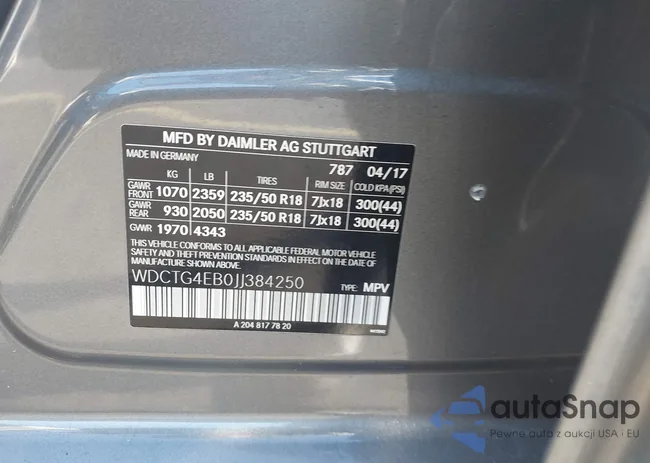 MFD BY DAIMLER AG STUTTGART
MADE IN GERMANY 787 04/17
KG LB TIRES RIM SIZE COLD KPA(PSI)
GAWR FRONT 1070 2359 235/50 R18 7Jx18 300(44)
GAWR REAR 930 2050 235/50 R18 7Jx18 300(44)
GVWR 1970 4343
THIS VEHICLE CONFORMS TO ALL APPLICABLE FEDERAL MOTOR VEHICLE
SAFETY AND THEFT PREVENTION STANDARDS IN EFFECT ON THE DATE OF
MANUFACTURE SHOWN ABOVE.
WDCTG4EB0JJ384250
TYPE: MPV
A 204 817 78 20
autaSnap
Pewne auta z aukcji USA i EU